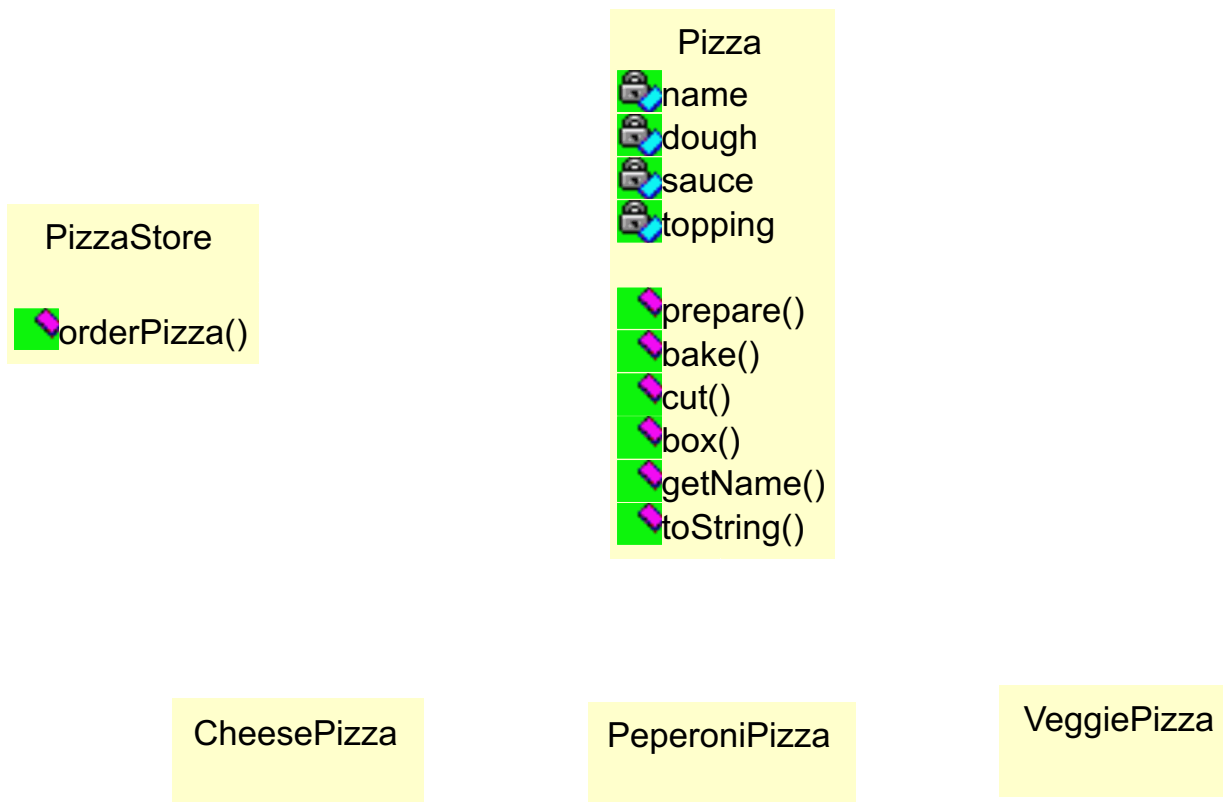 Pizza
name
dough
sauce
topping
prepare()
bake()
cut()
box()
getName()
toString()
PizzaStore
orderPizza()
CheesePizza
PeperoniPizza
VeggiePizza